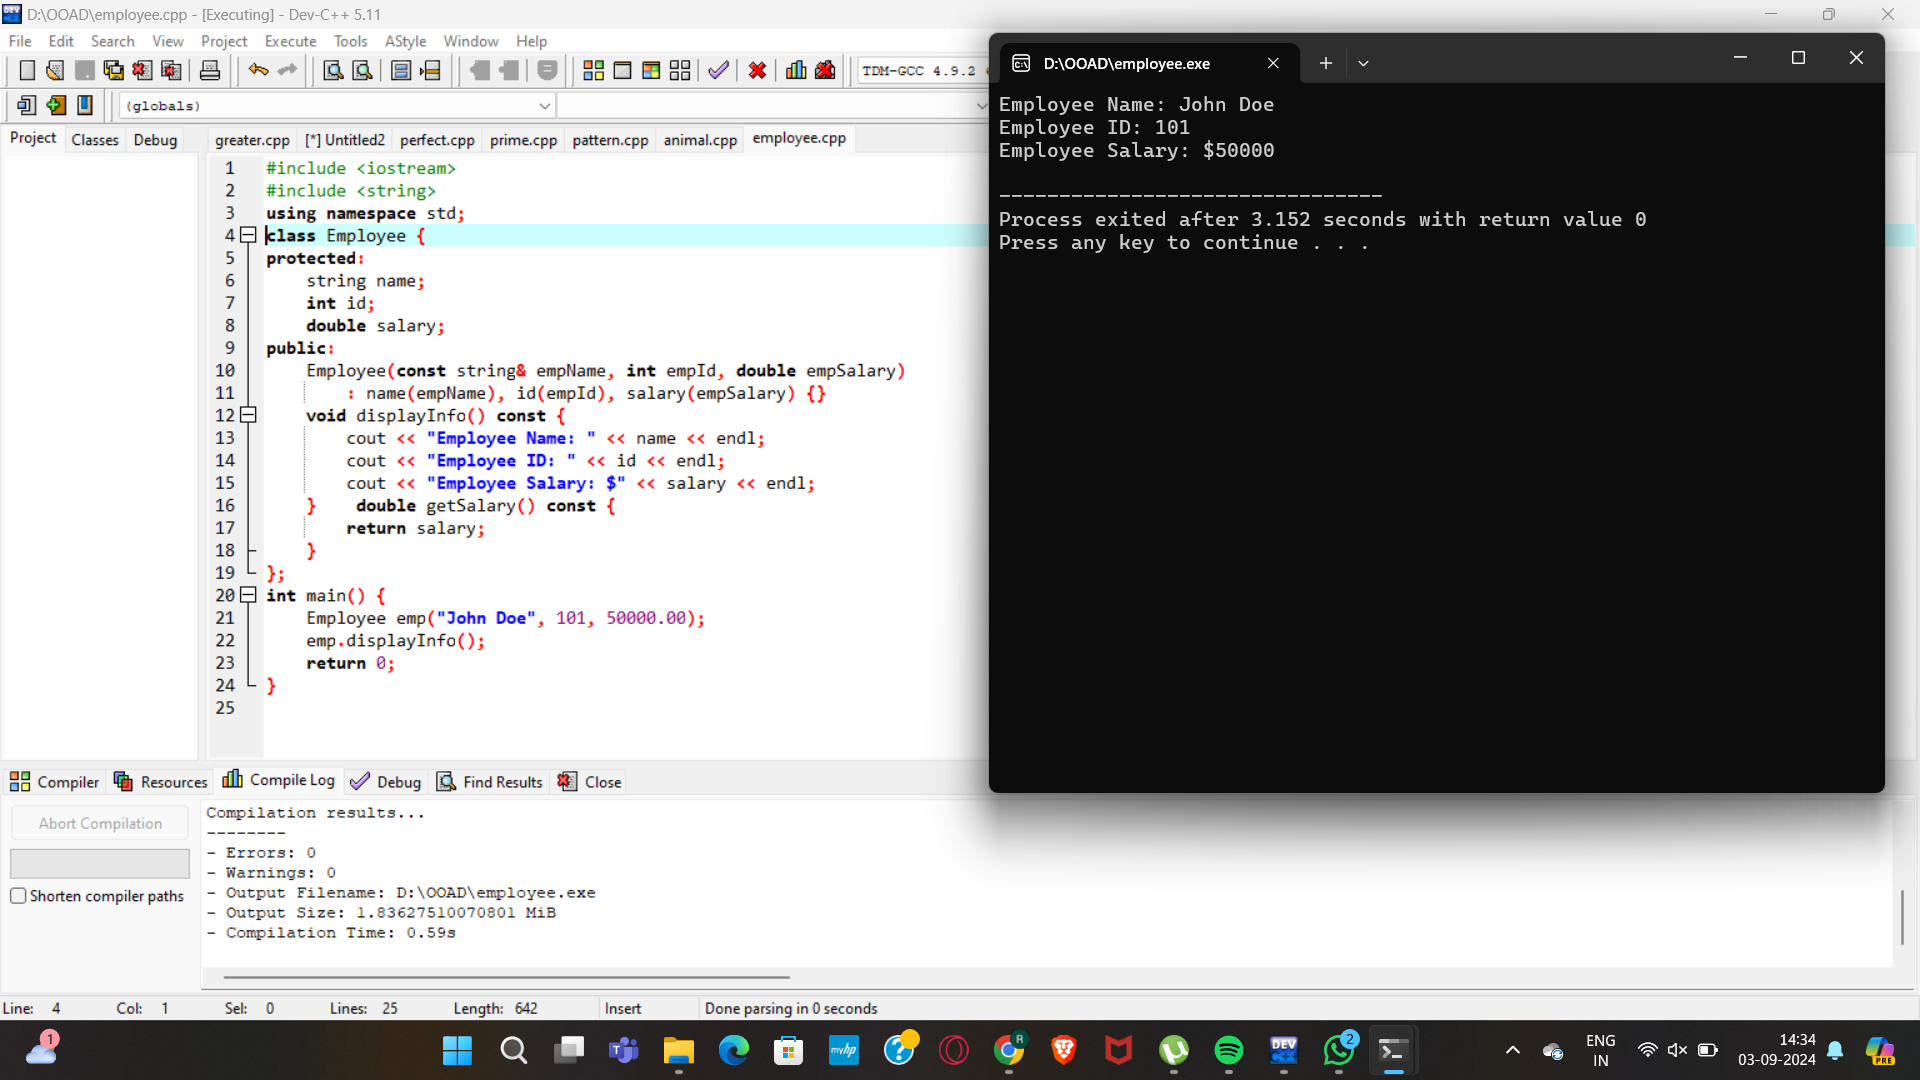 D:\OOAD\employee.cpp - [Executing] - Dev-C++ 5.11
File Edit Search View Project Execute Tools AStyle Window Help
TDM-GCC 4.9.2
(globals)
Project Classes Debug
greater.cpp [*] Untitled2 perfect.cpp prime.cpp pattern.cpp animal.cpp employee.cpp
1 #include <iostream>
2 #include <string>
3 using namespace std;
4 class Employee {
5 protected:
6 string name;
7 int id;
8 double salary;
9 public:
10 Employee(const string& empName, int empId, double empSalary)
11 : name(empName), id(empId), salary(empSalary) {}
12 void displayInfo() const {
13 cout << "Employee Name: " << name << endl;
14 cout << "Employee ID: " << id << endl;
15 cout << "Employee Salary: $" << salary << endl;
16 } double getSalary() const {
17 return salary;
18 }
19 };
20 int main() {
21 Employee emp("John Doe", 101, 50000.00);
22 emp.displayInfo();
23 return 0;
24 }
25
D:\OOAD\employee.exe
Employee Name: John Doe
Employee ID: 101
Employee Salary: $50000
--------------------------------
Process exited after 3.152 seconds with return value 0
Press any key to continue . . .
Compiler Resources Compile Log Debug Find Results Close
Abort Compilation
Shorten compiler paths
Compilation results...
--------
- Errors: 0
- Warnings: 0
- Output Filename: D:\OOAD\employee.exe
- Output Size: 1.83627510070801 MiB
- Compilation Time: 0.59s
Line: 4 Col: 1 Sel: 0 Lines: 25 Length: 642 Insert Done parsing in 0 seconds
1
myhp
R
DEV
2
ENG
IN
14:34
03-09-2024
PRE